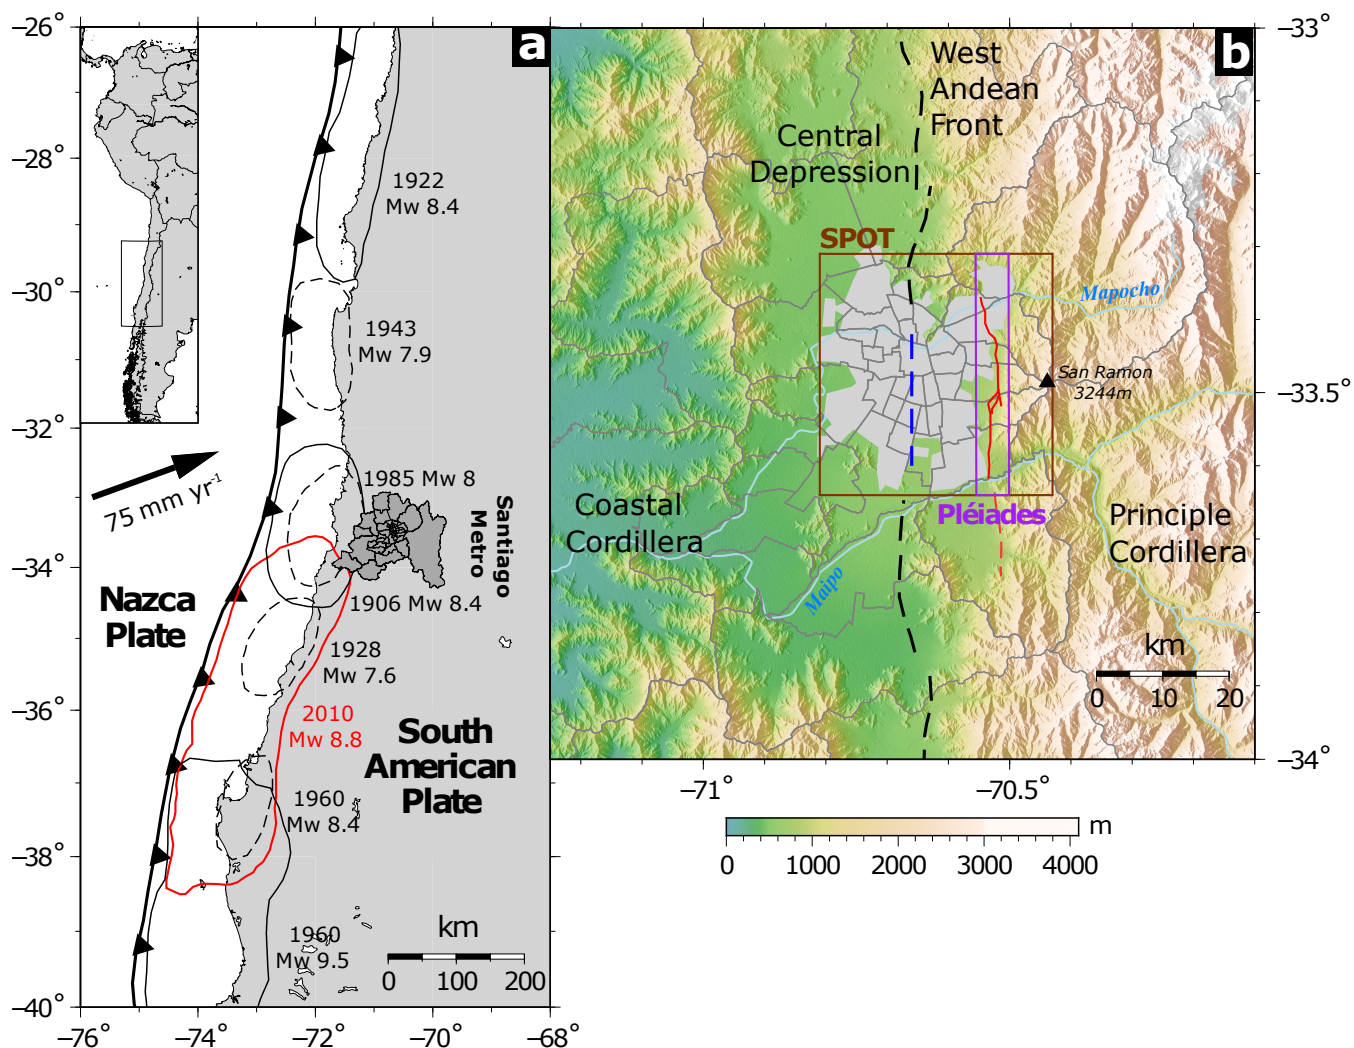 a
−26°
−28°
−30°
−32°
−34°
−36°
−38°
−40°
−76°
−74°
−72°
−70°
−68°
1922
Mw 8.4
1943
Mw 7.9
75 mm yr-1
1985 Mw 8
Santiago
Metro
1906 Mw 8.4
Nazca
Plate
1928
Mw 7.6
2010
Mw 8.8
South
American
Plate
1960
Mw 8.4
1960
Mw 9.5
km
0 100 200
b
West
Andean
Front
Central
Depression
SPOT
Mapocho
San Ramon
3244m
Coastal
Cordillera
Pléiades
Principle
Cordillera
Maipo
km
0 10 20
−33°
−33.5°
−34°
−71°
−70.5°
m
0 1000 2000 3000 4000